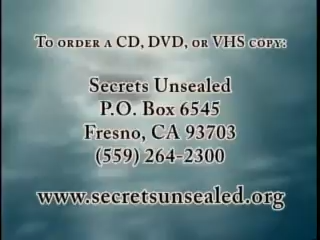 To order a CD, DVD, or VHS copy:
Secrets Unsealed
P.O. Box 6545
Fresno, CA 93703
(559) 264-2300
www.secretsunsealed.org